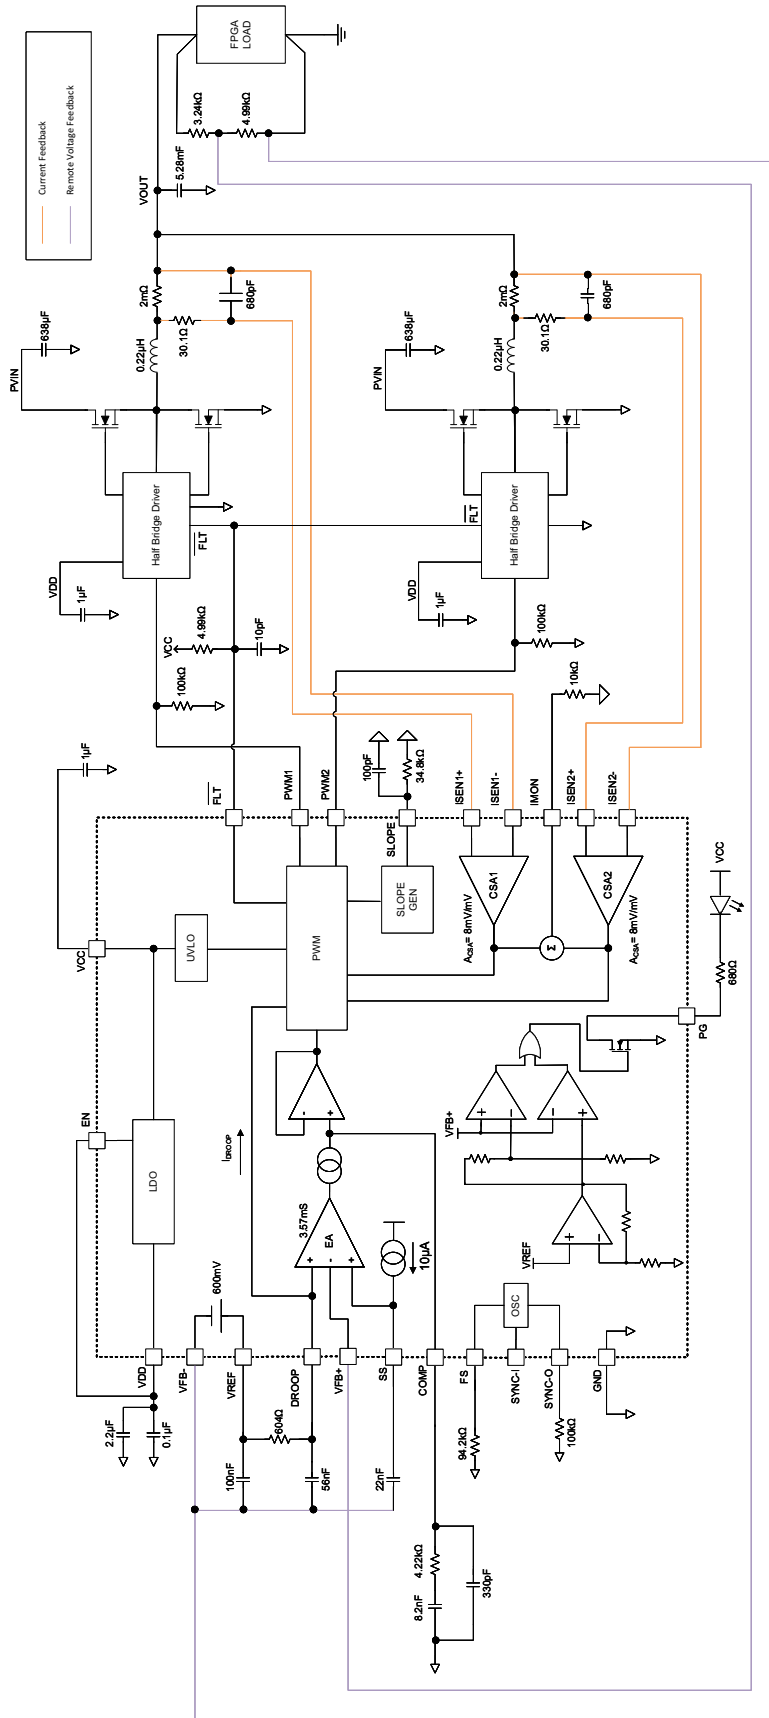 Current Feedback
Remote Voltage Feedback
FPGA
LOAD
3.24kΩ
4.99kΩ
5.28mF
VOUT
2mΩ
680pF
30.1Ω
0.22µH
638µF
PVIN
Half Bridge Driver
FLT
VDD
1µF
2mΩ
680pF
30.1Ω
0.22µH
638µF
PVIN
Half Bridge Driver
FLT
VDD
1µF
VCC
4.99kΩ
10pF
100kΩ
100kΩ
10kΩ
1µF
100pF
34.8kΩ
FLT
PWM1
PWM2
SLOPE
ISEN1+
ISEN1-
IMON
ISEN2+
ISEN2-
VCC
UVLO
PWM
SLOPE
GEN
CSA1
ACSA= 8mV/mV
Σ
CSA2
ACSA= 8mV/mV
VCC
680Ω
PG
EN
LDO
IDROOP
-
+
3.57mS
EA
+
-
+
10µA
600mV
VFB+
+
-
-
+
VREF
+
-
OSC
VDD
VFB-
VREF
DROOP
VFB+
SS
COMP
FS
SYNC-I
SYNC-O
GND
2.2µF
0.1µF
604Ω
100nF
56nF
22nF
4.22kΩ
8.2nF
330pF
94.2kΩ
100kΩ